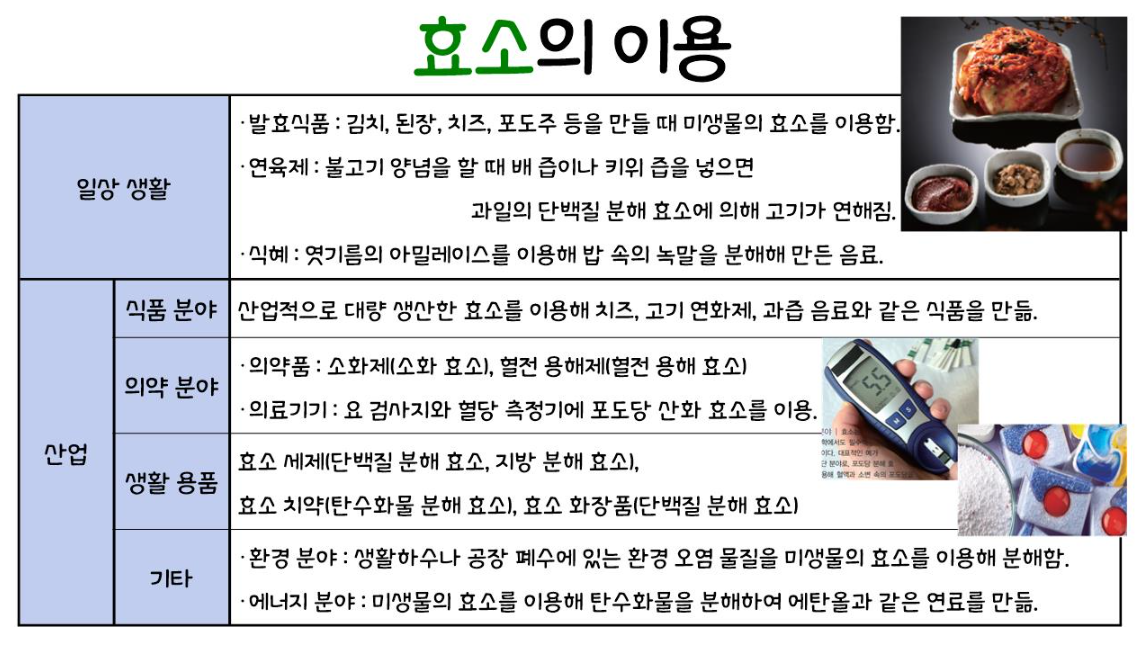 효소의 이용
일상 생활
·발효식품 : 김치, 된장, 치즈, 포도주 등을 만들 때 미생물의 효소를 이용함.
·연육제 : 불고기 양념을 할 때 배 즙이나 키위 즙을 넣으면
과일의 단백질 분해 효소에 의해 고기가 연해짐.
·식혜 : 엿기름의 아밀레이스를 이용해 밥 속의 녹말을 분해해 만든 음료.
산업
식품 분야
산업적으로 대량 생산한 효소를 이용해 치즈, 고기 연화제, 과즙 음료와 같은 식품을 만듦.
의약 분야
·의약품 : 소화제(소화 효소), 혈전 용해제(혈전 용해 효소)
·의료기기 : 요 검사지와 혈당 측정기에 포도당 산화 효소를 이용.
5.5
생활 용품
효소 세제(단백질 분해 효소, 지방 분해 효소),
효소 치약(탄수화물 분해 효소), 효소 화장품(단백질 분해 효소)
기타
·환경 분야 : 생활하수나 공장 폐수에 있는 환경 오염 물질을 미생물의 효소를 이용해 분해함.
·에너지 분야 : 미생물의 효소를 이용해 탄수화물을 분해하여 에탄올과 같은 연료를 만듦.